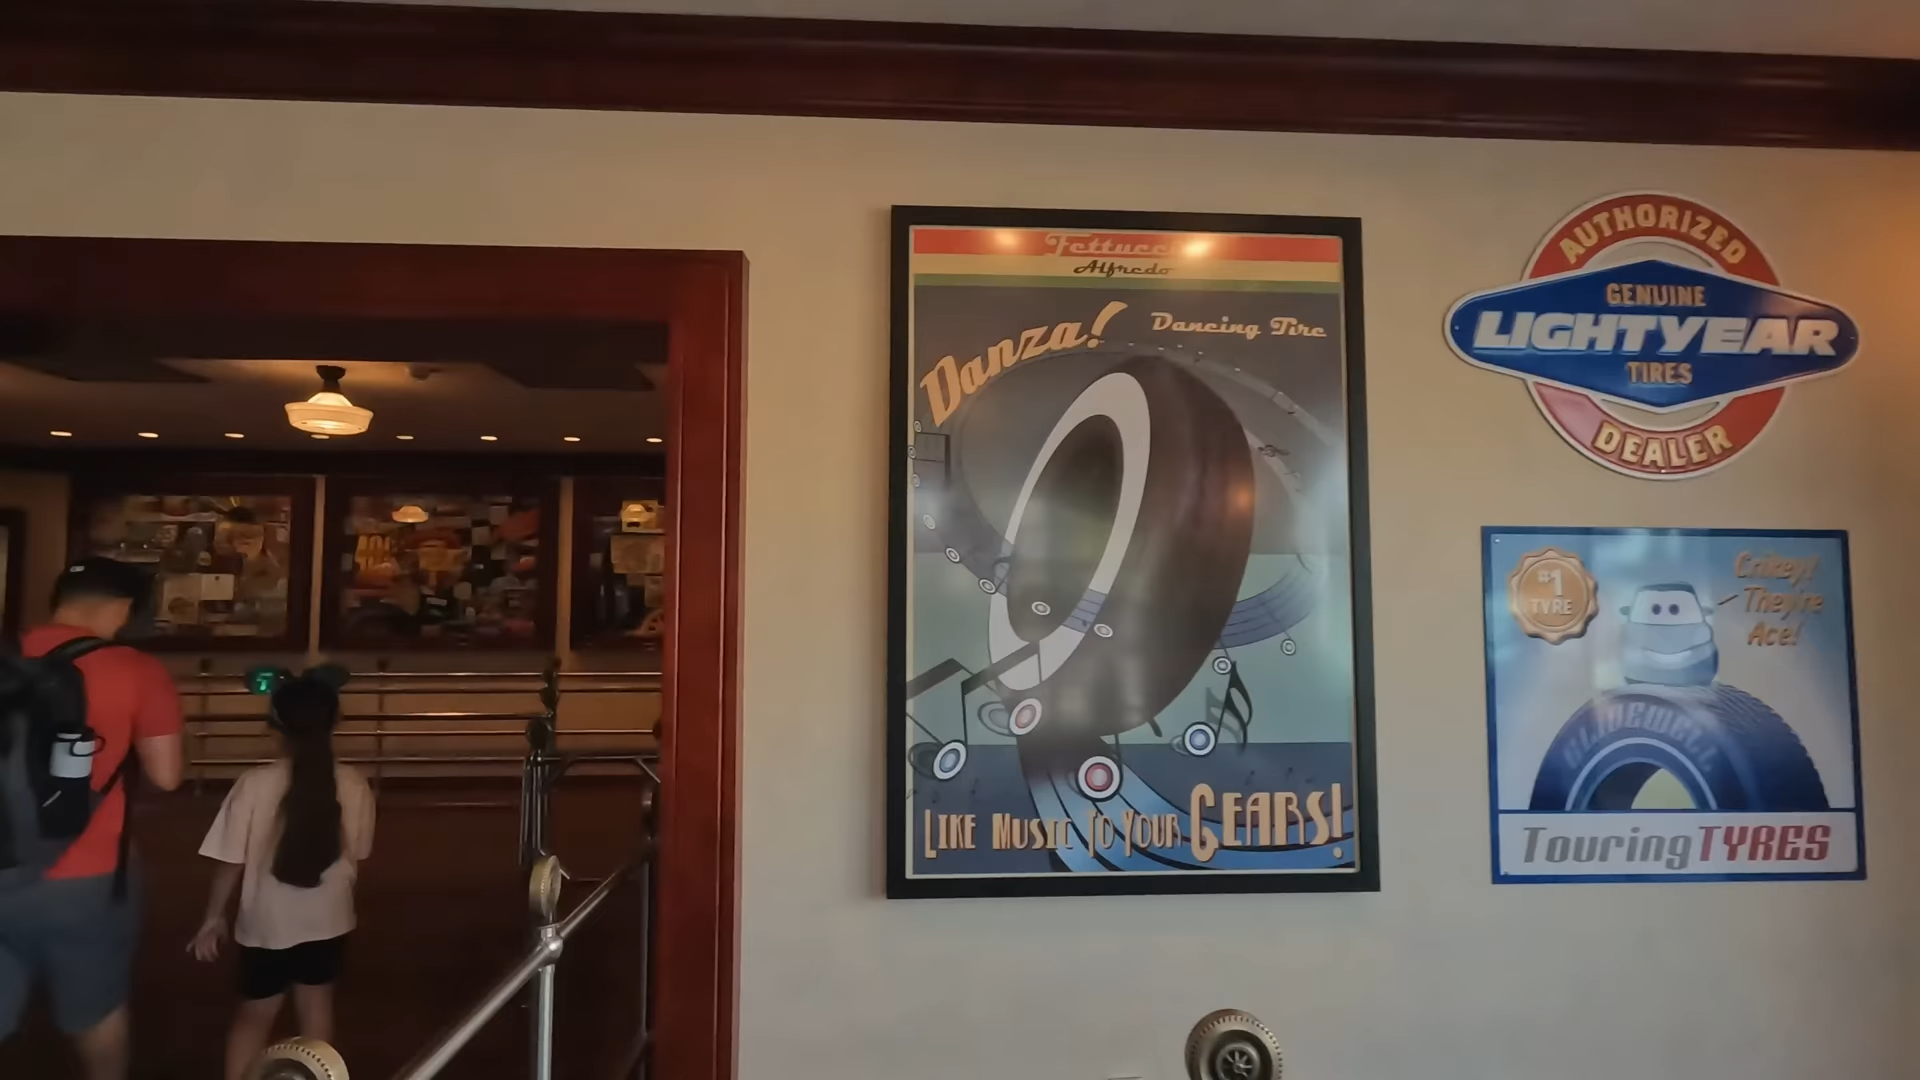 Alfredo
Danza!
Dancing Tire
LIKE MUSIC TO YOUR GEARS!
AUTHORIZED
GENUINE
LIGHTYEAR
TIRES
DEALER
#1
TYRE
Crikey!
They're
Ace!
GLIDEWELL
TouringTYRES